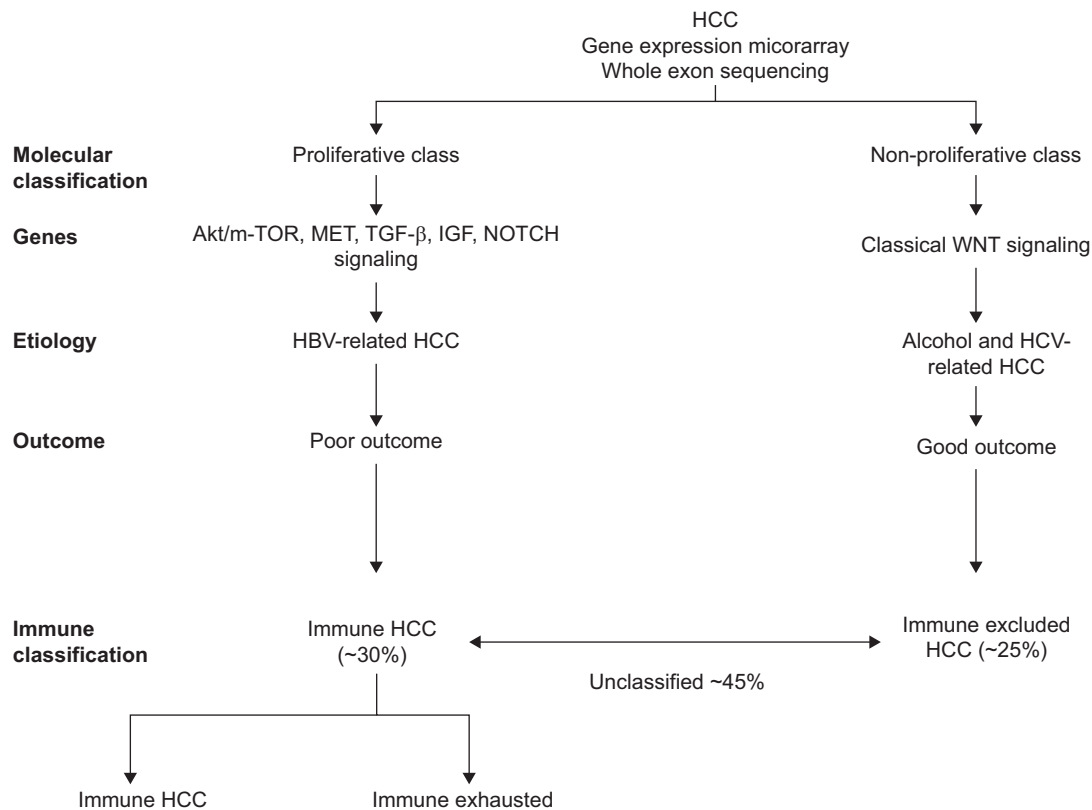 HCC
Gene expression micorarray
Whole exon sequencing
Molecular
classification
Proliferative class
Non-proliferative class
Genes
Akt/m-TOR, MET, TGF-β, IGF, NOTCH
signaling
Classical WNT signaling
Etiology
HBV-related HCC
Alcohol and HCV-
related HCC
Outcome
Poor outcome
Good outcome
Immune
classification
Immune HCC
(~30%)
Unclassified ~45%
Immune excluded
HCC (~25%)
Immune HCC
Immune exhausted